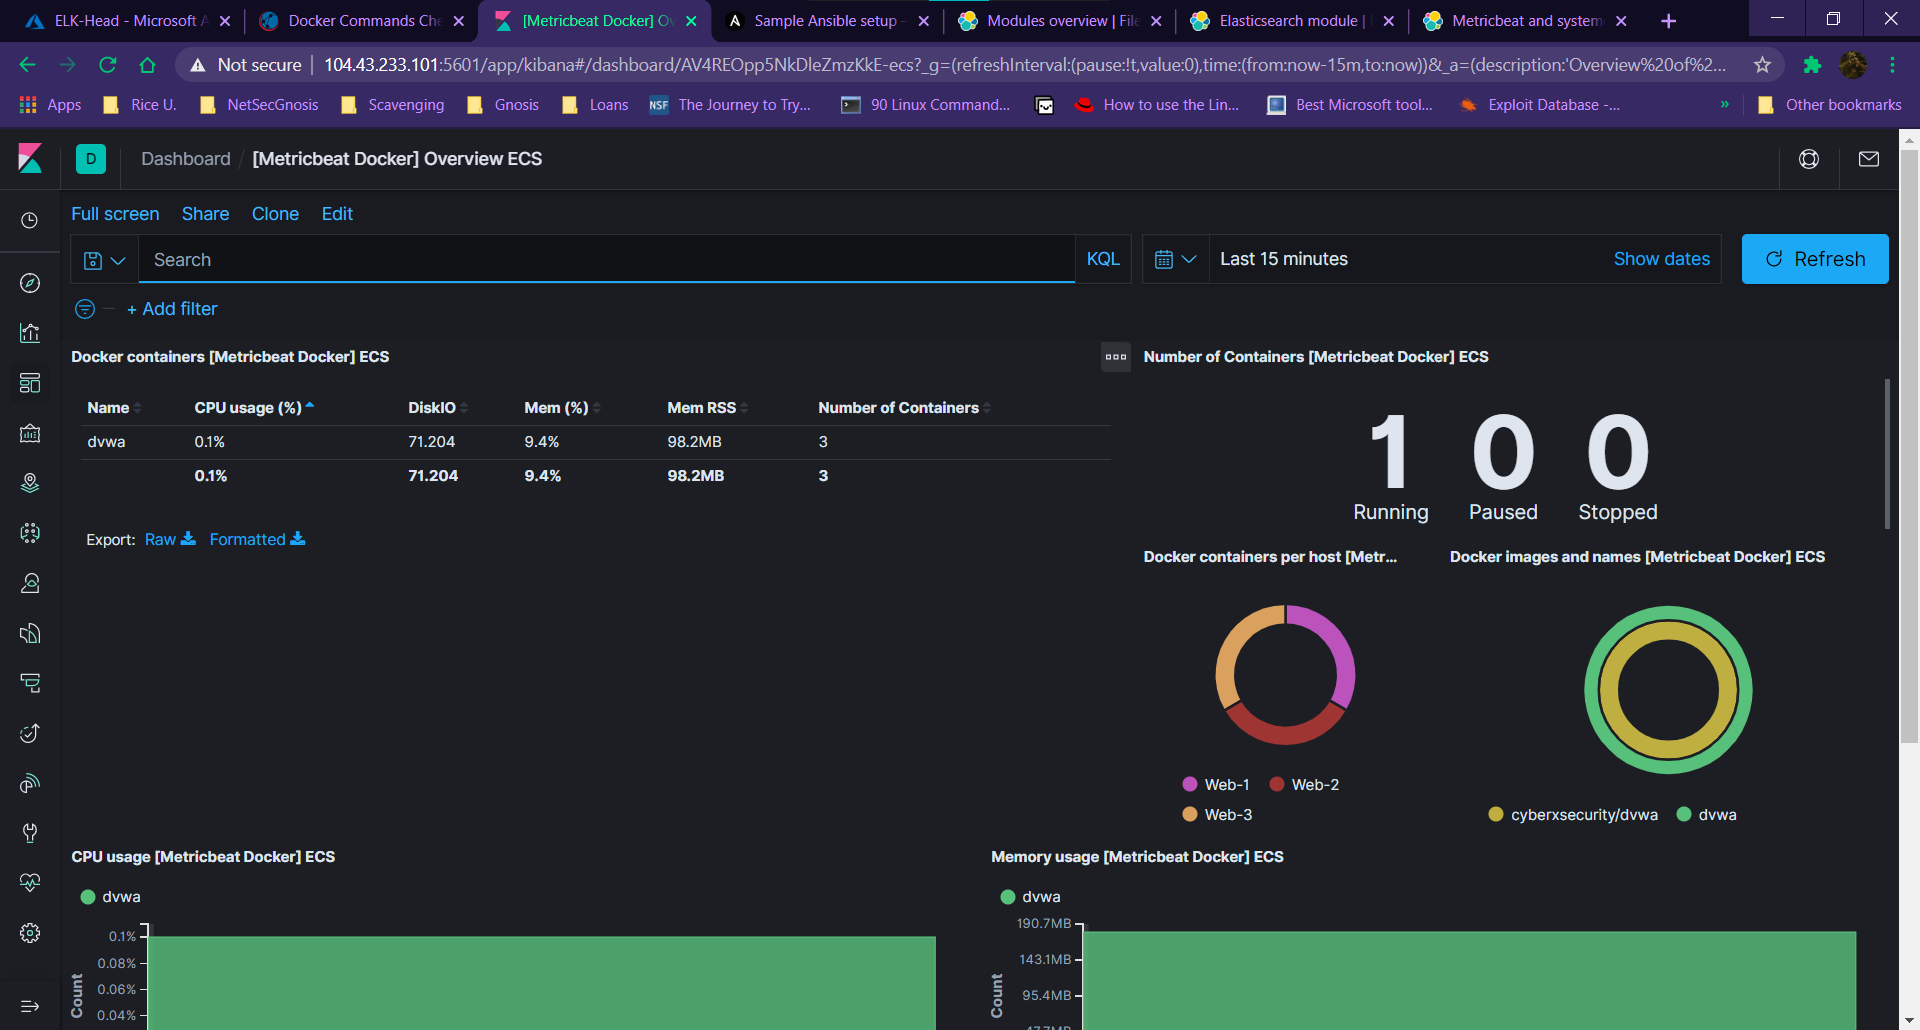 ELK-Head - Microsoft A
Docker Commands Che
[Metricbeat Docker] Ov
Sample Ansible setup -
Modules overview | File
Elasticsearch module |
Metricbeat and system
Not secure
104.43.233.101:5601/app/kibana#/dashboard/AV4REOpp5NkDleZmzKkE-ecs?_g=(refreshInterval:(pause:!t,value:0),time:(from:now-15m,to:now))&_a=(description:'Overview%20of%2...
Apps
Rice U.
NetSecGnosis
Scavenging
Gnosis
Loans
NSF
The Journey to Try...
90 Linux Command...
How to use the Lin...
Best Microsoft tool...
Exploit Database -...
»
Other bookmarks
D
Dashboard / [Metricbeat Docker] Overview ECS
Full screen Share Clone Edit
Search
KQL
Last 15 minutes
Show dates
Refresh
+ Add filter
Docker containers [Metricbeat Docker] ECS
Name CPU usage (%) DiskIO Mem (%) Mem RSS Number of Containers
dvwa 0.1% 71.204 9.4% 98.2MB 3
0.1% 71.204 9.4% 98.2MB 3
Export: Raw Formatted
Number of Containers [Metricbeat Docker] ECS
1 0 0
Running Paused Stopped
Docker containers per host [Metr...
Web-1 Web-2
Web-3
Docker images and names [Metricbeat Docker] ECS
cyberxsecurity/dvwa dvwa
CPU usage [Metricbeat Docker] ECS
dvwa
0.1%
0.08%
0.06%
0.04%
Count
Memory usage [Metricbeat Docker] ECS
dvwa
190.7MB
143.1MB
95.4MB
47.7MB
Count